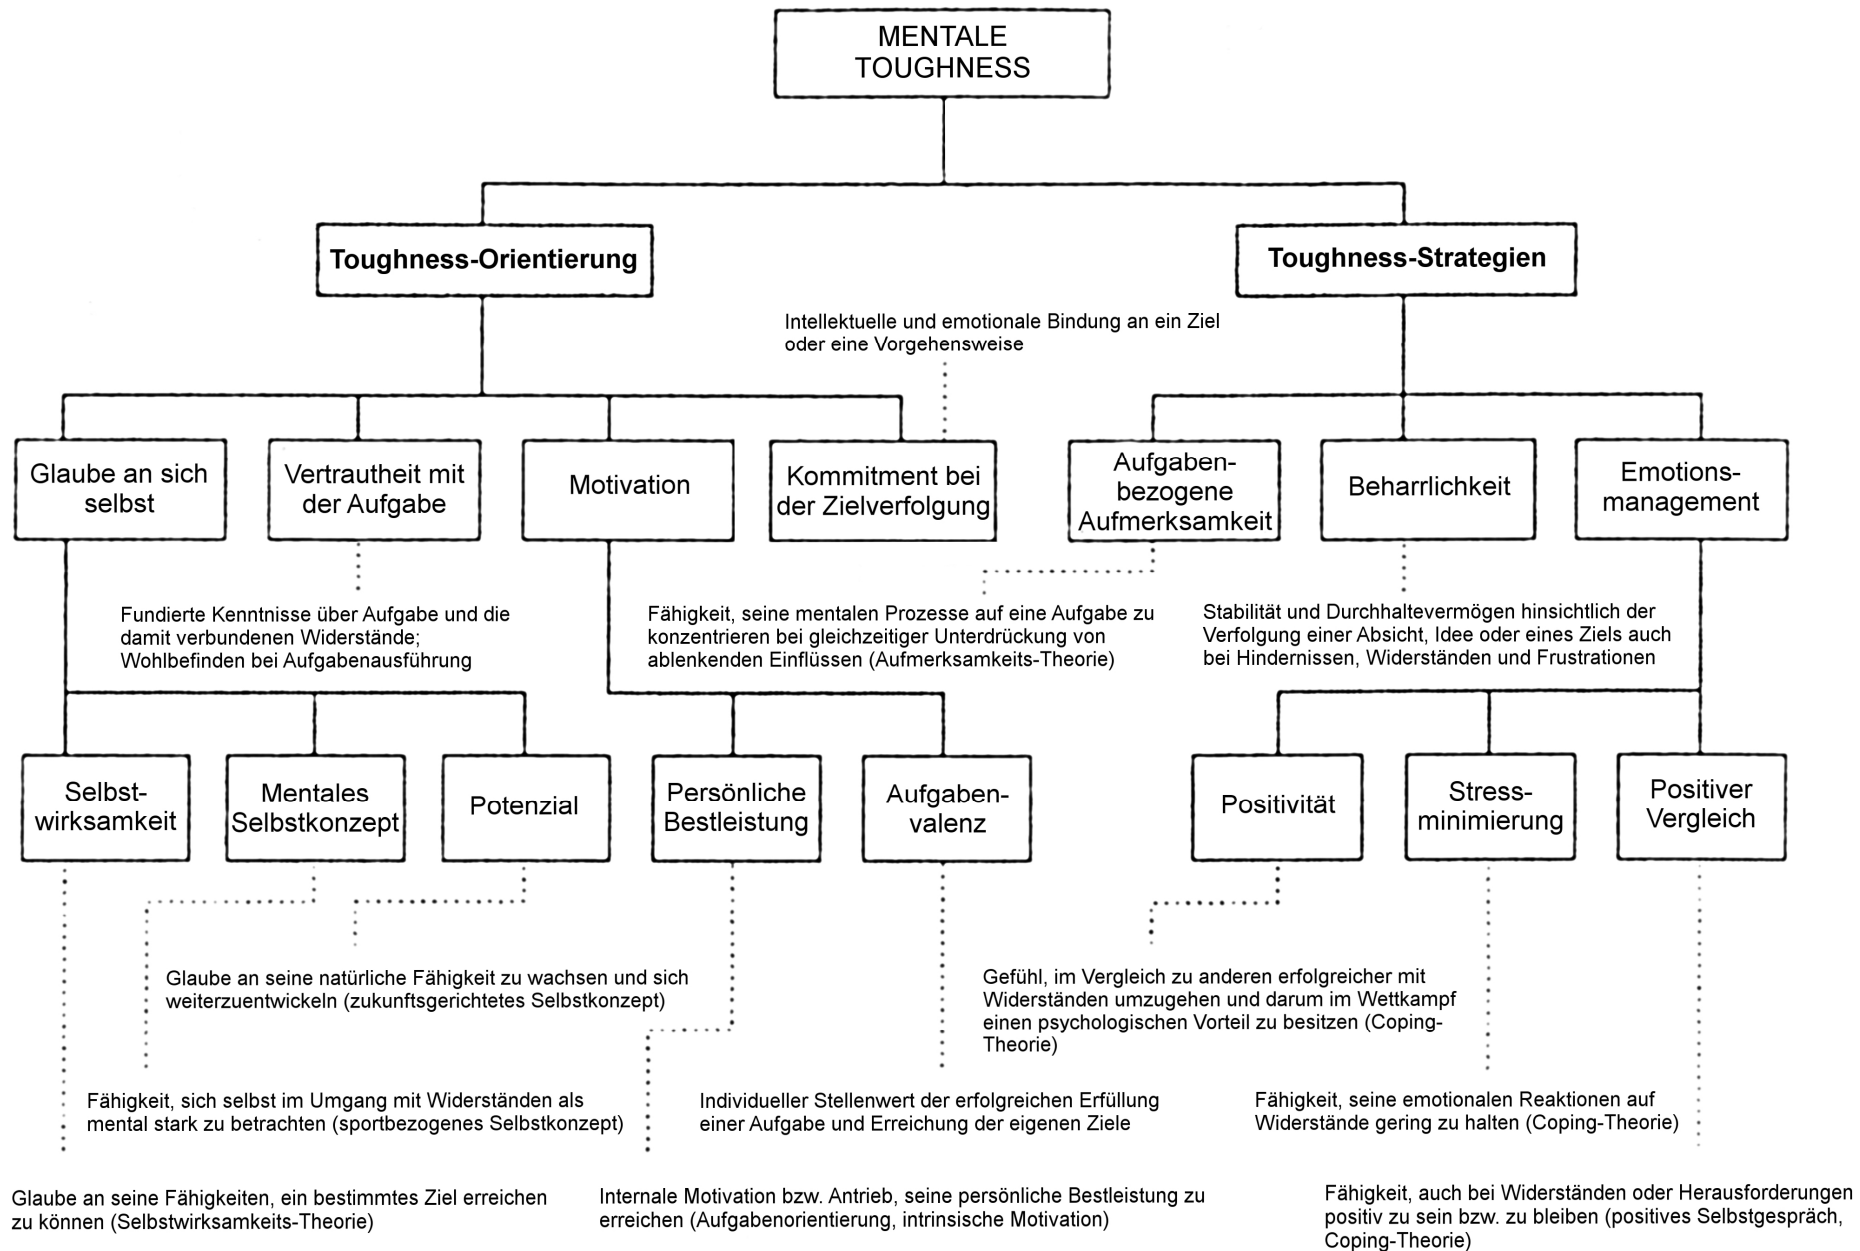 MENTALE
TOUGHNESS
Toughness-Orientierung
Toughness-Strategien
Intellektuelle und emotionale Bindung an ein Ziel
oder eine Vorgehensweise
Glaube an sich
selbst
Vertrautheit mit
der Aufgabe
Motivation
Kommitment bei
der Zielverfolgung
Aufgaben-
bezogene
Aufmerksamkeit
Beharrlichkeit
Emotions-
management
Fundierte Kenntnisse über Aufgabe und die
damit verbundenen Widerstände;
Wohlbefinden bei Aufgabenausführung
Fähigkeit, seine mentalen Prozesse auf eine Aufgabe zu
konzentrieren bei gleichzeitiger Unterdrückung von
ablenkenden Einflüssen (Aufmerksamkeits-Theorie)
Stabilität und Durchhaltevermögen hinsichtlich der
Verfolgung einer Absicht, Idee oder eines Ziels auch
bei Hindernissen, Widerständen und Frustrationen
Selbst-
wirksamkeit
Mentales
Selbstkonzept
Potenzial
Persönliche
Bestleistung
Aufgaben-
valenz
Positivität
Stress-
minimierung
Positiver
Vergleich
Glaube an seine natürliche Fähigkeit zu wachsen und sich
weiterzuentwickeln (zukunftsgerichtetes Selbstkonzept)
Gefühl, im Vergleich zu anderen erfolgreicher mit
Widerständen umzugehen und darum im Wettkampf
einen psychologischen Vorteil zu besitzen (Coping-
Theorie)
Fähigkeit, sich selbst im Umgang mit Widerständen als
mental stark zu betrachten (sportbezogenes Selbstkonzept)
Individueller Stellenwert der erfolgreichen Erfüllung
einer Aufgabe und Erreichung der eigenen Ziele
Fähigkeit, seine emotionalen Reaktionen auf
Widerstände gering zu halten (Coping-Theorie)
Glaube an seine Fähigkeiten, ein bestimmtes Ziel erreichen
zu können (Selbstwirksamkeits-Theorie)
Internale Motivation bzw. Antrieb, seine persönliche Bestleistung zu
erreichen (Aufgabenorientierung, intrinsische Motivation)
Fähigkeit, auch bei Widerständen oder Herausforderungen
positiv zu sein bzw. zu bleiben (positives Selbstgespräch,
Coping-Theorie)